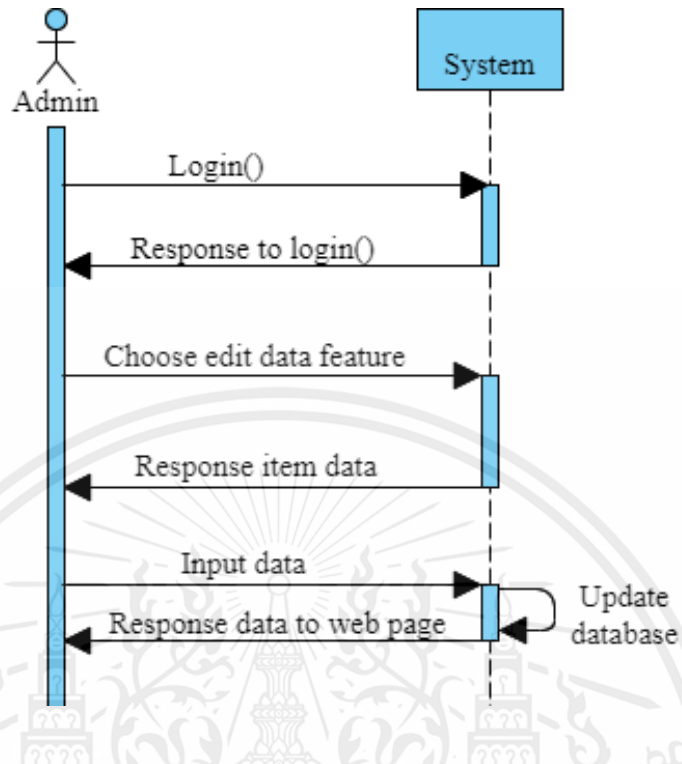 System
Admin
Login()
Response to login()
Choose edit data feature
Response item data
Input data
Update
database
Response data to web page